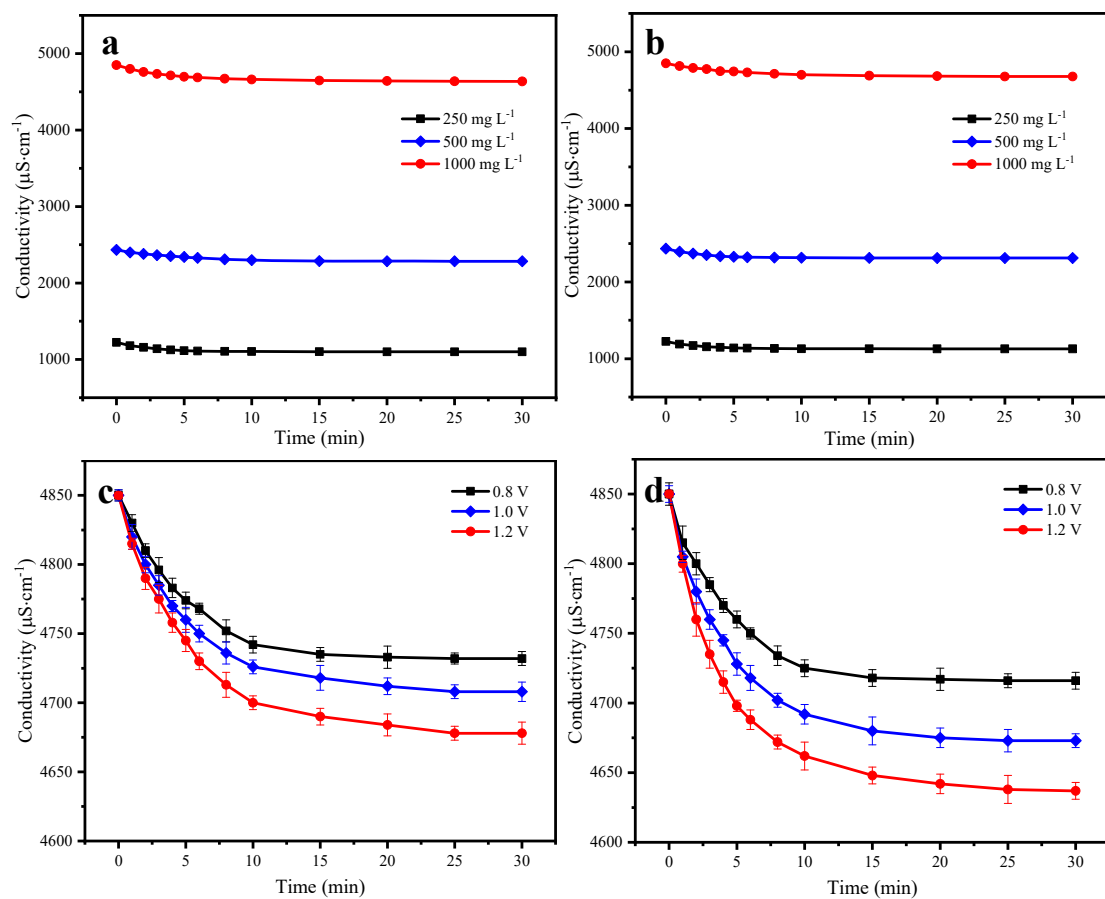 a
5000
4000
3000
2000
1000
250 mg L⁻¹
500 mg L⁻¹
1000 mg L⁻¹
0 5 10 15 20 25 30
Time (min)
Conductivity (μS·cm⁻¹)
b
5000
4000
3000
2000
1000
250 mg L⁻¹
500 mg L⁻¹
1000 mg L⁻¹
0 5 10 15 20 25 30
Time (min)
Conductivity (μS·cm⁻¹)
c
4850
4800
4750
4700
4650
4600
0.8 V
1.0 V
1.2 V
0 5 10 15 20 25 30
Time (min)
Conductivity (μS·cm⁻¹)
d
4850
4800
4750
4700
4650
4600
0.8 V
1.0 V
1.2 V
0 5 10 15 20 25 30
Time (min)
Conductivity (μS·cm⁻¹)